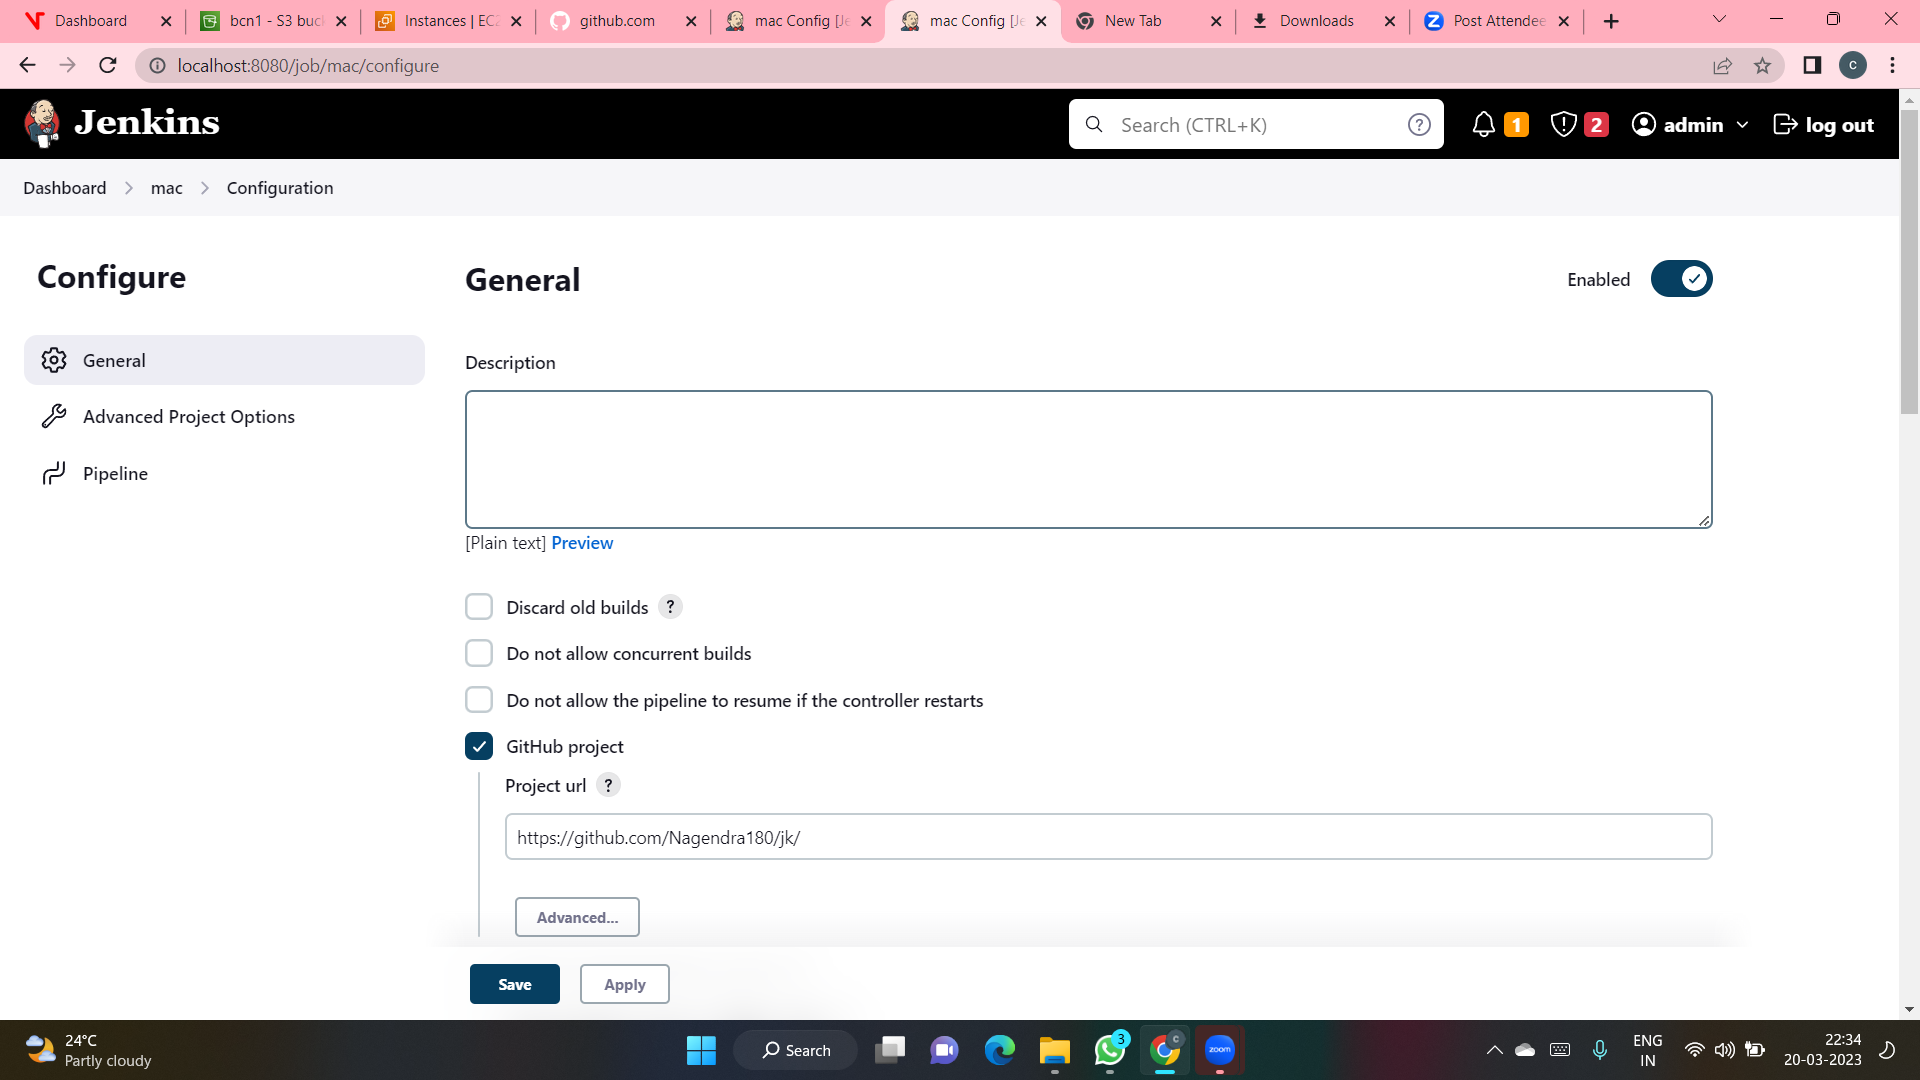 Dashboard
bcn1 - S3 buc
Instances | EC2
github.com
mac Config [Je
mac Config [Je
New Tab
Downloads
Post Attendee
localhost:8080/job/mac/configure
C
Jenkins
Search (CTRL+K)
?
1
2
admin
log out
Dashboard
mac
Configuration
Configure
General
Advanced Project Options
Pipeline
General
Enabled
Description
[Plain text] Preview
Discard old builds ?
Do not allow concurrent builds
Do not allow the pipeline to resume if the controller restarts
GitHub project
Project url ?
https://github.com/Nagendra180/jk/
Advanced...
Save
Apply
24°C
Partly cloudy
Search
3
C
zoom
ENG
IN
22:34
20-03-2023